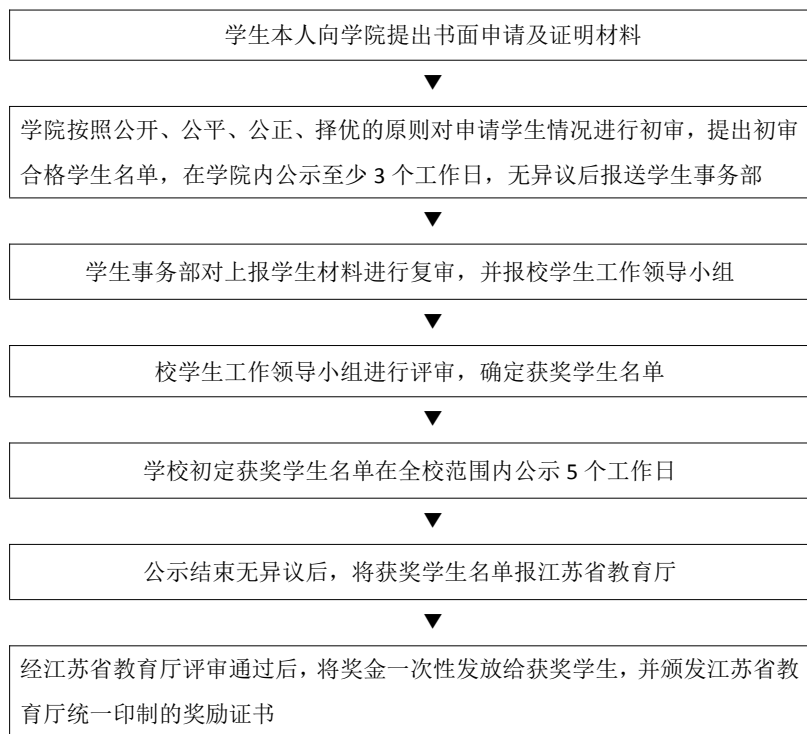 学生本人向学院提出书面申请及证明材料
学院按照公开、公平、公正、择优的原则对申请学生情况进行初审，提出初审
合格学生名单，在学院内公示至少 3 个工作日，无异议后报送学生事务部
学生事务部对上报学生材料进行复审，并报校学生工作领导小组
校学生工作领导小组进行评审，确定获奖学生名单
学校初定获奖学生名单在全校范围内公示 5 个工作日
公示结束无异议后，将获奖学生名单报江苏省教育厅
经江苏省教育厅评审通过后，将奖金一次性发放给获奖学生，并颁发江苏省教
育厅统一印制的奖励证书